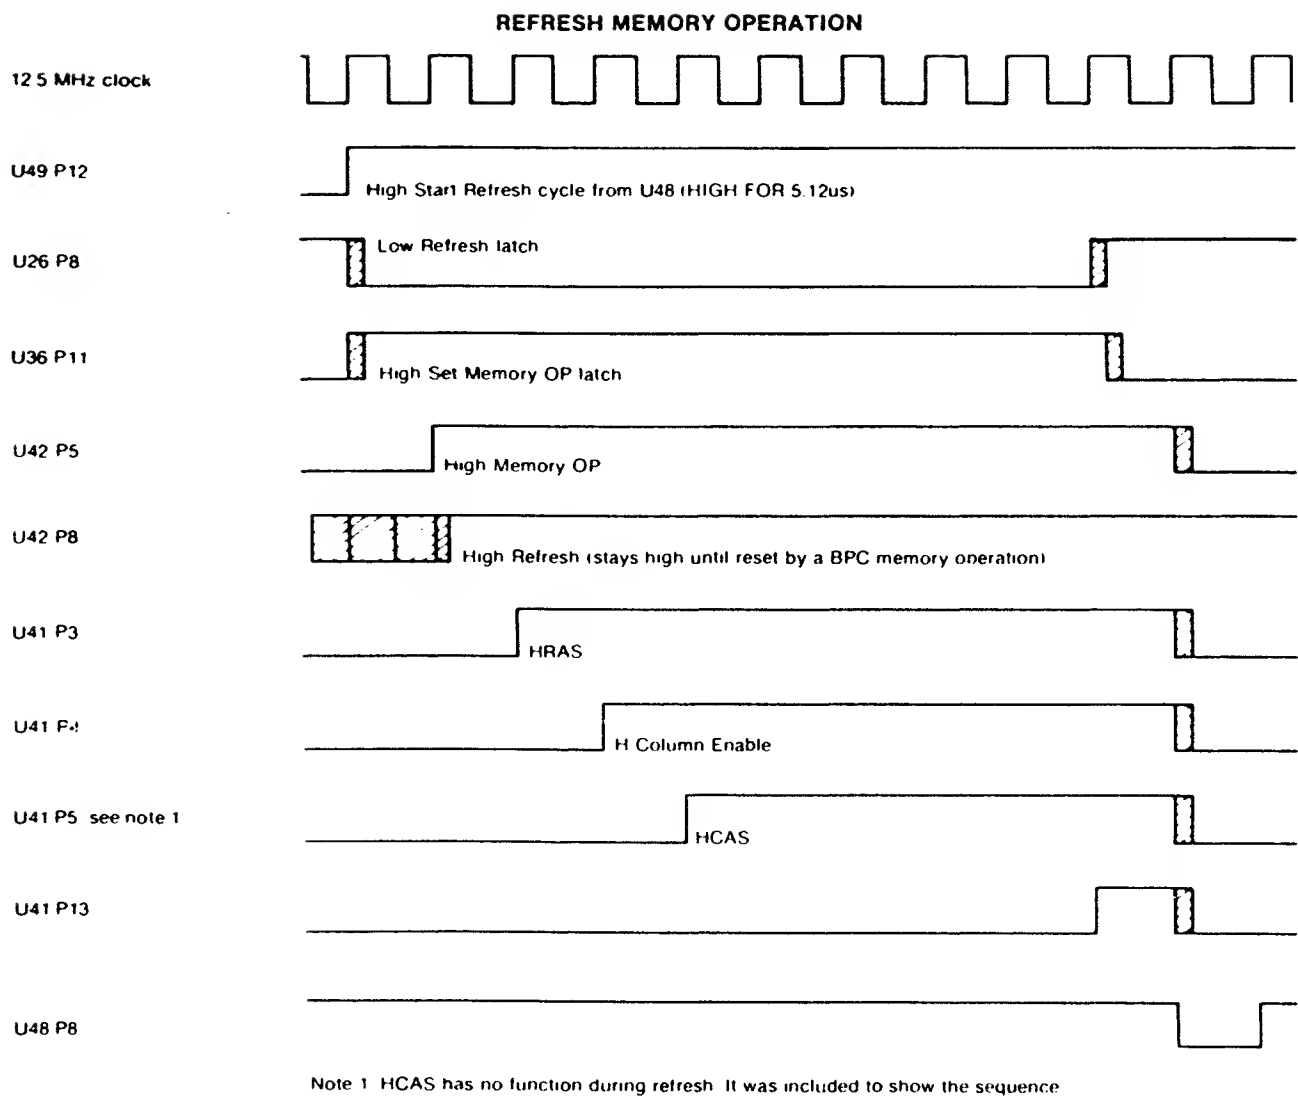 REFRESH MEMORY OPERATION
12 5 MHz clock
U49 P12
High Start Refresh cycle from U48 (HIGH FOR 5.12us)
U26 P8
Low Refresh latch
U36 P11
High Set Memory OP latch
U42 P5
High Memory OP
U42 P8
High Refresh (stays high until reset by a BPC memory operation)
U41 P3
HRAS
U41
H Column Enable
U41 P5 see note 1
HCAS
U41 P13
U48 P8
Note 1 HCAS has no function during refresh It was included to show the sequence